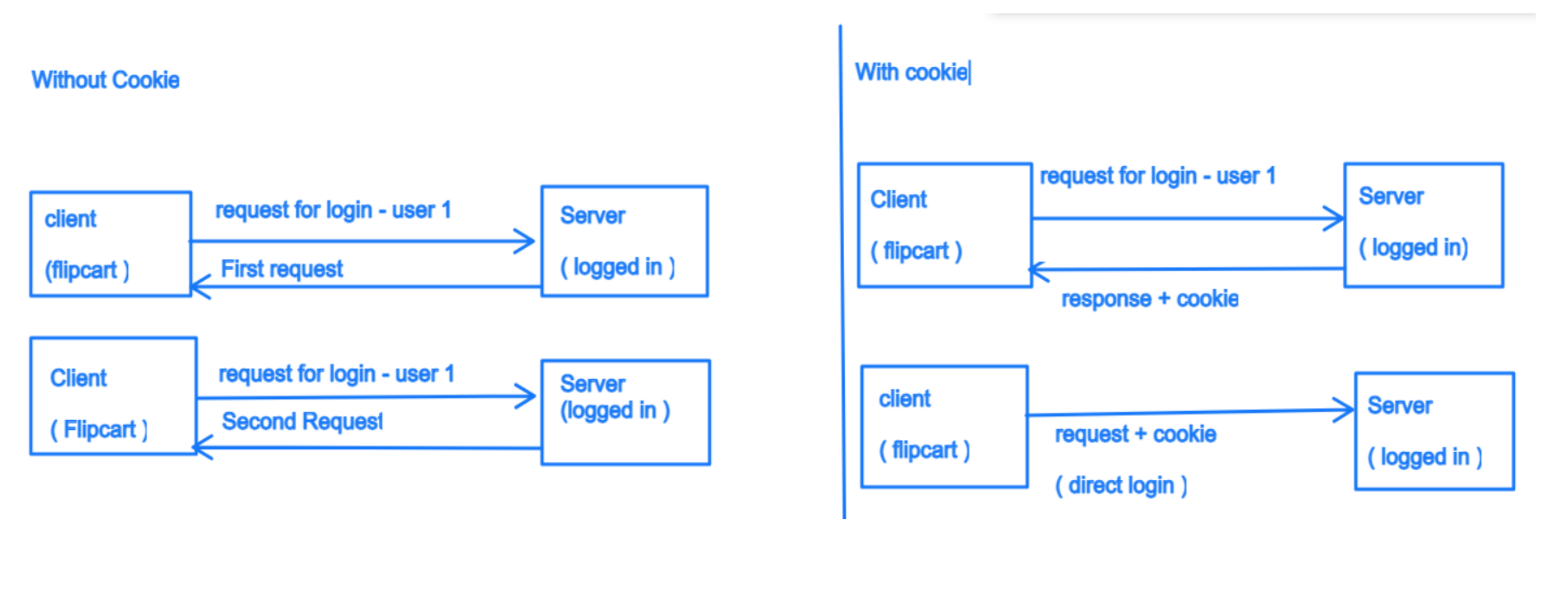 Without Cookie
client
(flipcart )
request for login - user 1
First request
Server
( logged in )
Client
( Flipcart )
request for login - user 1
Second Request
Server
(logged in )
With cookie
Client
( flipcart )
request for login - user 1
response + cookie
Server
( logged in)
client
( flipcart )
request + cookie
( direct login )
Server
( logged in )